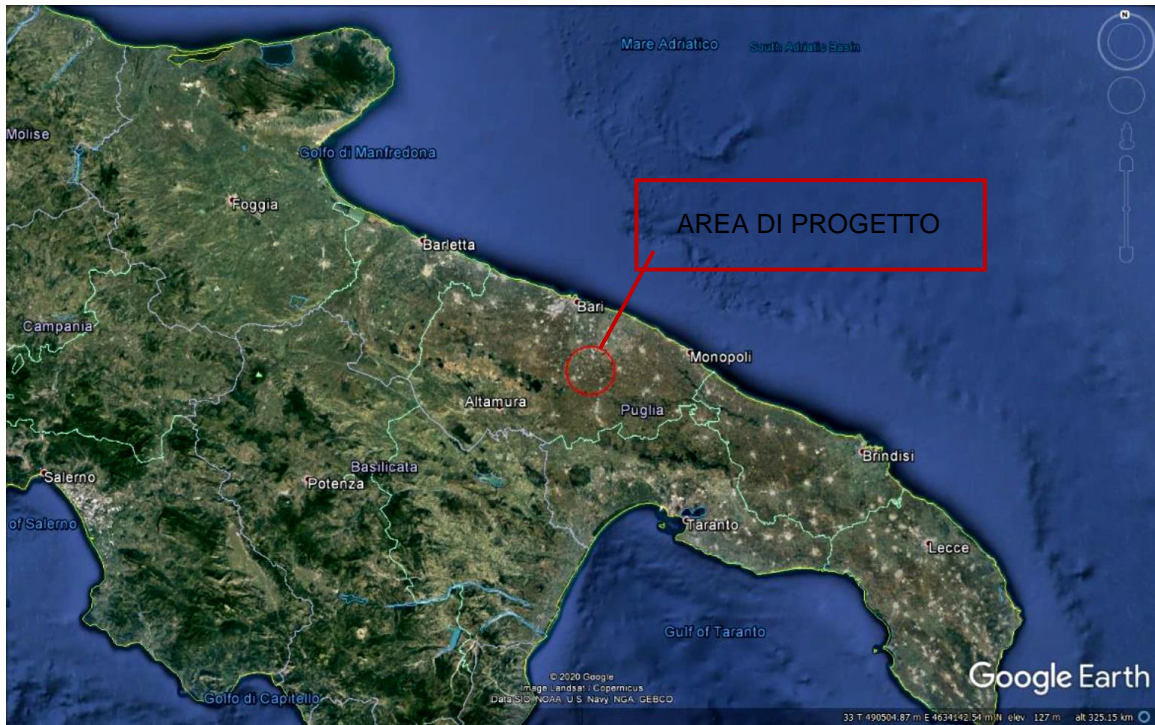 N
Mare Adriatico
South Adriatic Basin
Molise
Golfo di Manfredona
Foggia
AREA DI PROGETTO
Barletta
Bari
Campania
Monopoli
Altamura
Puglia
Brindisi
Basilicata
Salerno
Potenza
of Salerno
Taranto
Lecce
Gulf of Taranto
© 2020 Google
Image Landsat / Copernicus
Data SIO, NOAA, U.S. Navy, NGA, GEBCO
Google Earth
Golfo di Capitello
33 T 490504.87 m E 4634142.54 m N elev 127 m alt 325.15 km